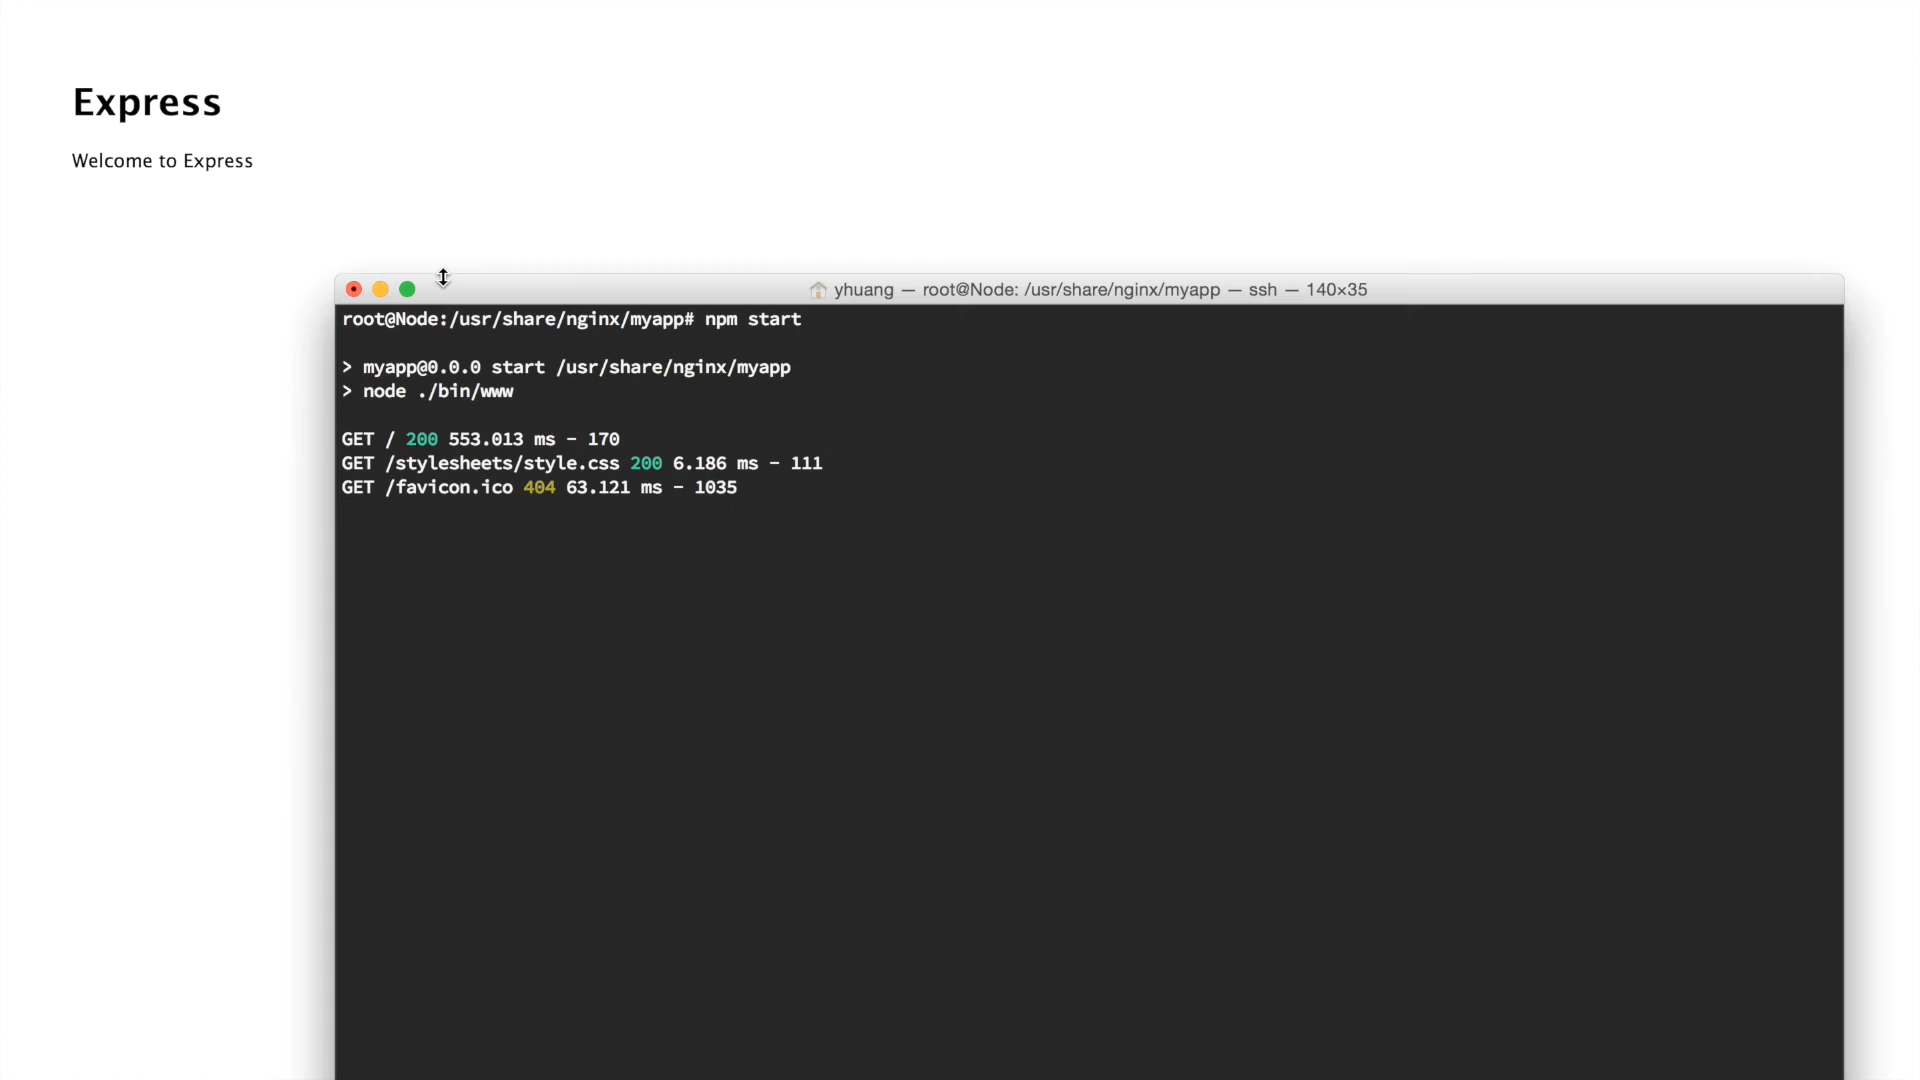 Express
Welcome to Express
yhuang — root@Node: /usr/share/nginx/myapp — ssh — 140×35
root@Node:/usr/share/nginx/myapp# npm start
> myapp@0.0.0 start /usr/share/nginx/myapp
> node ./bin/www
GET / 200 553.013 ms - 170
GET /stylesheets/style.css 200 6.186 ms - 111
GET /favicon.ico 404 63.121 ms - 1035